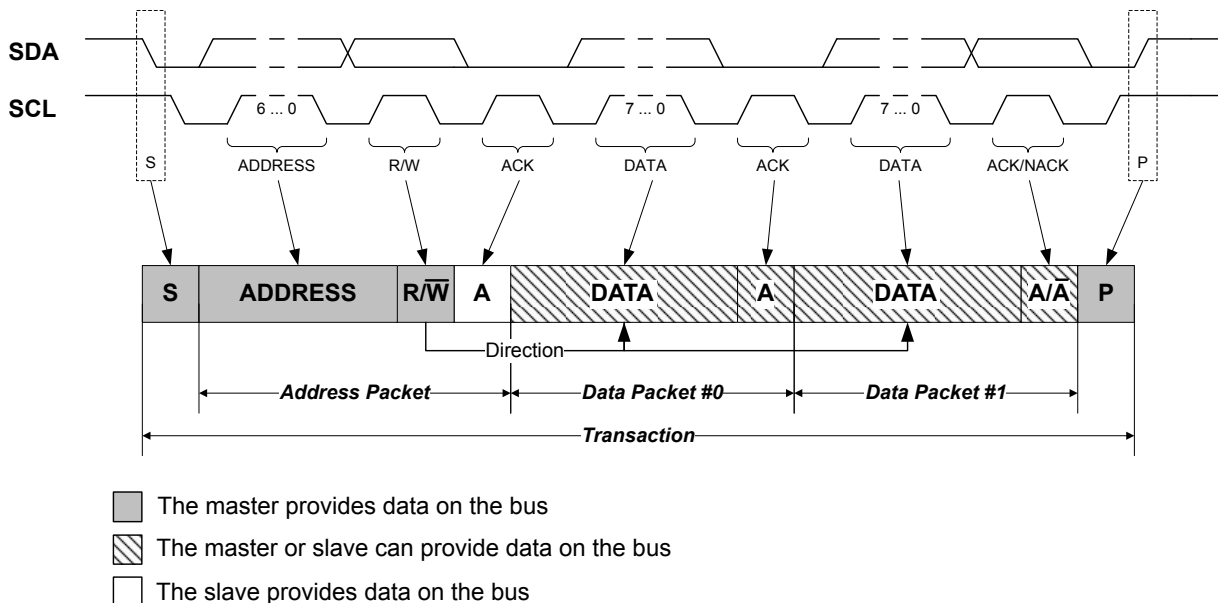 SDA
SCL
6 ... 0
7 ... 0
7 ... 0
S
ADDRESS
R/W
ACK
DATA
ACK
DATA
ACK/NACK
P
S
ADDRESS
R/W̅
A
DATA
A
DATA
A/A̅
P
Direction
Address Packet
Data Packet #0
Data Packet #1
Transaction
The master provides data on the bus
The master or slave can provide data on the bus
The slave provides data on the bus